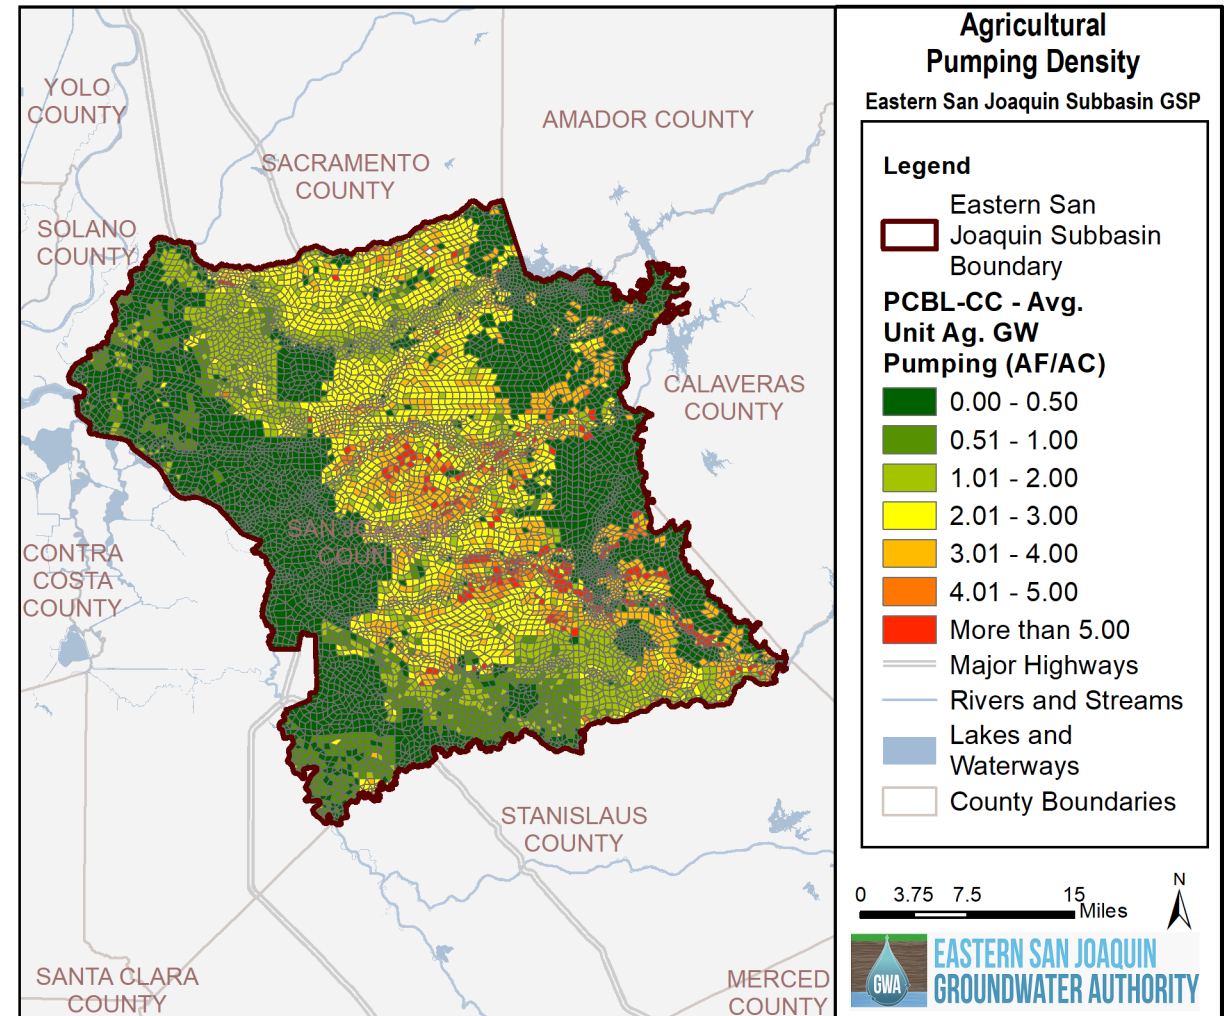 YOLO
COUNTY
AMADOR COUNTY
SACRAMENTO
COUNTY
SOLANO
COUNTY
CALAVERAS
COUNTY
SAN JOAQUIN
COUNTY
CONTRA
COSTA
COUNTY
STANISLAUS
COUNTY
SANTA CLARA
COUNTY
MERCED
COUNTY
Agricultural
Pumping Density
Eastern San Joaquin Subbasin GSP
Legend
Eastern San
Joaquin Subbasin
Boundary
PCBL-CC - Avg.
Unit Ag. GW
Pumping (AF/AC)
0.00 - 0.50
0.51 - 1.00
1.01 - 2.00
2.01 - 3.00
3.01 - 4.00
4.01 - 5.00
More than 5.00
Major Highways
Rivers and Streams
Lakes and
Waterways
County Boundaries
N
0 3.75 7.5 15
Miles
GWA
EASTERN SAN JOAQUIN
GROUNDWATER AUTHORITY